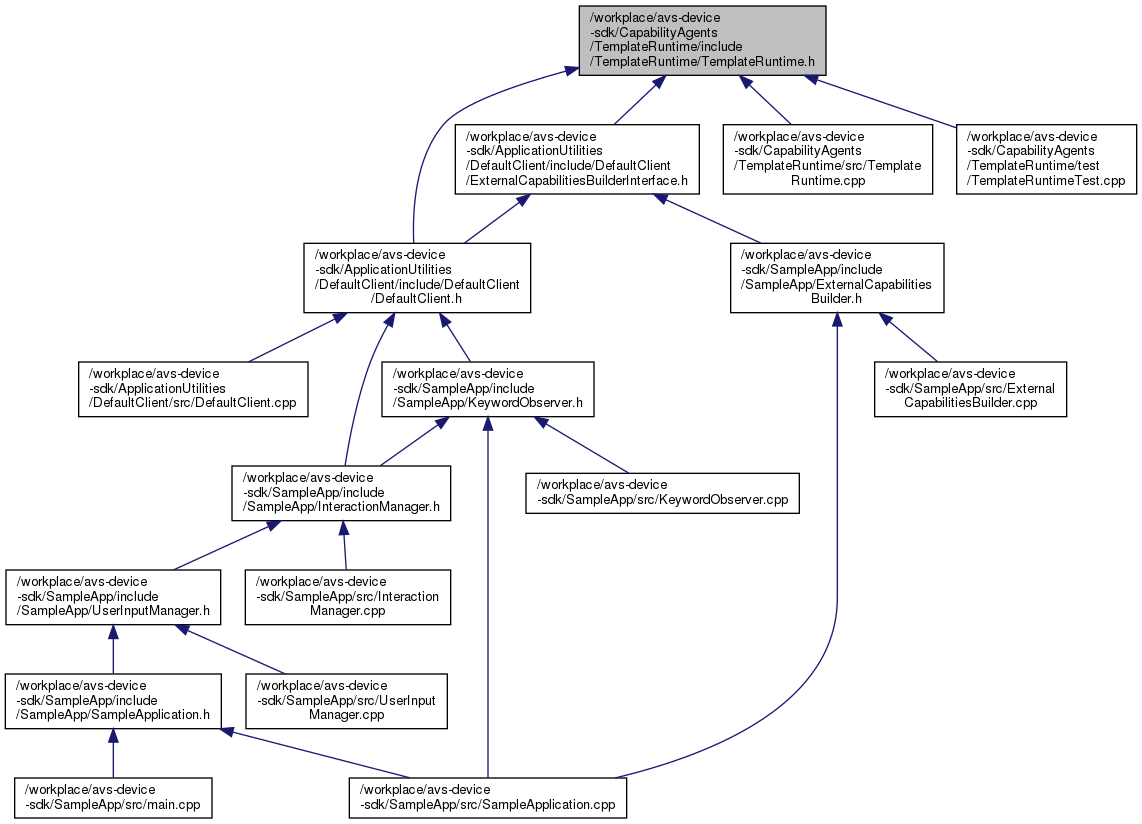 /workplace/avs-device
-sdk/CapabilityAgents
/TemplateRuntime/include
/TemplateRuntime/TemplateRuntime.h
/workplace/avs-device
-sdk/ApplicationUtilities
/DefaultClient/include/DefaultClient
/ExternalCapabilitiesBuilderInterface.h
/workplace/avs-device
-sdk/CapabilityAgents
/TemplateRuntime/src/Template
Runtime.cpp
/workplace/avs-device
-sdk/CapabilityAgents
/TemplateRuntime/test
/TemplateRuntimeTest.cpp
/workplace/avs-device
-sdk/ApplicationUtilities
/DefaultClient/include/DefaultClient
/DefaultClient.h
/workplace/avs-device
-sdk/SampleApp/include
/SampleApp/ExternalCapabilities
Builder.h
/workplace/avs-device
-sdk/ApplicationUtilities
/DefaultClient/src/DefaultClient.cpp
/workplace/avs-device
-sdk/SampleApp/include
/SampleApp/KeywordObserver.h
/workplace/avs-device
-sdk/SampleApp/src/External
CapabilitiesBuilder.cpp
/workplace/avs-device
-sdk/SampleApp/include
/SampleApp/InteractionManager.h
/workplace/avs-device
-sdk/SampleApp/src/KeywordObserver.cpp
/workplace/avs-device
-sdk/SampleApp/include
/SampleApp/UserInputManager.h
/workplace/avs-device
-sdk/SampleApp/src/Interaction
Manager.cpp
/workplace/avs-device
-sdk/SampleApp/include
/SampleApp/SampleApplication.h
/workplace/avs-device
-sdk/SampleApp/src/UserInput
Manager.cpp
/workplace/avs-device
-sdk/SampleApp/src/main.cpp
/workplace/avs-device
-sdk/SampleApp/src/SampleApplication.cpp